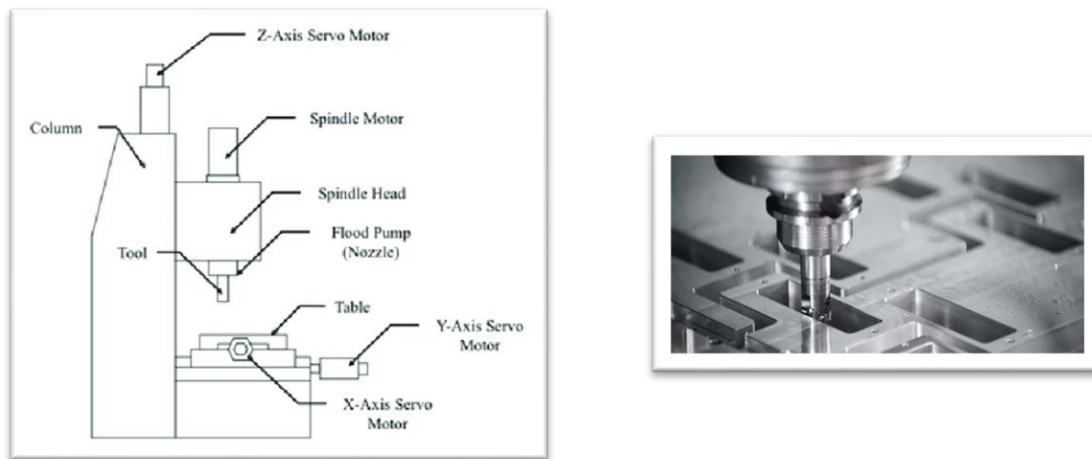 Z-Axis Servo Motor
Column
Spindle Motor
Spindle Head
Tool
Flood Pump
(Nozzle)
Table
Y-Axis Servo
Motor
X-Axis Servo
Motor